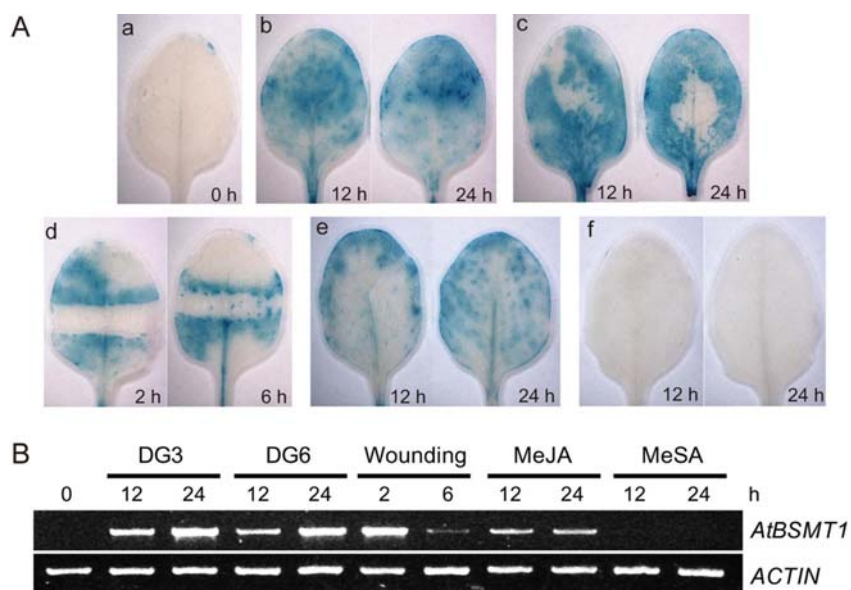 A
a
b
c
0 h
12 h
24 h
12 h
24 h
d
e
f
2 h
6 h
12 h
24 h
12 h
24 h
B
DG3 DG6 Wounding MeJA MeSA
0 12 24 12 24 2 6 12 24 12 24 h
AtBSMT1
ACTIN